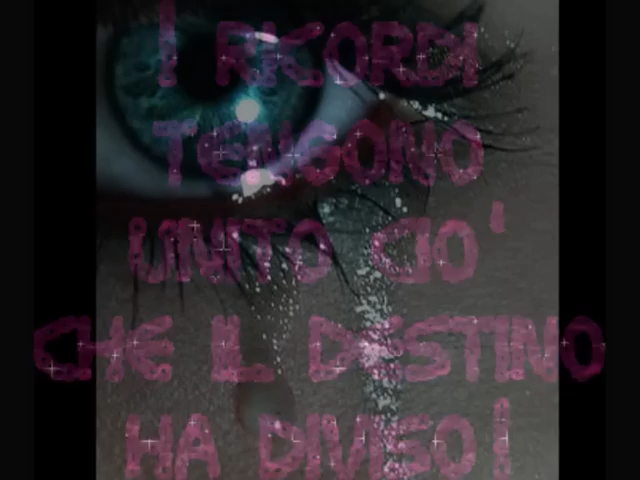 I RICORDI
TENGONO
UNITO CIO'
CHE IL DESTINO
HA DIVISO!